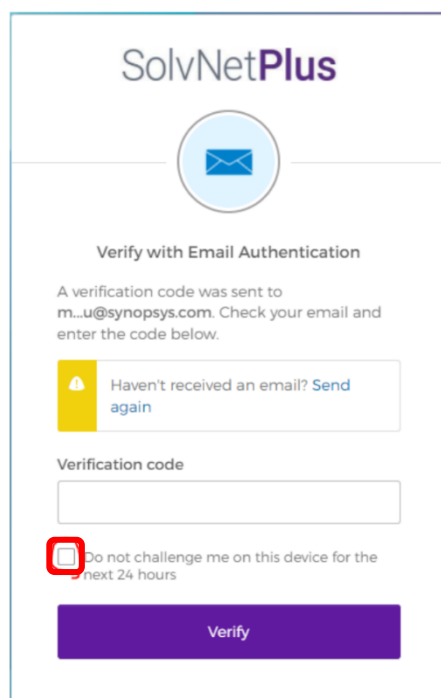 SolvNetPlus
Verify with Email Authentication
A verification code was sent to
m...u@synopsys.com. Check your email and
enter the code below.
Haven't received an email? Send
again
Verification code
Do not challenge me on this device for the
next 24 hours
Verify